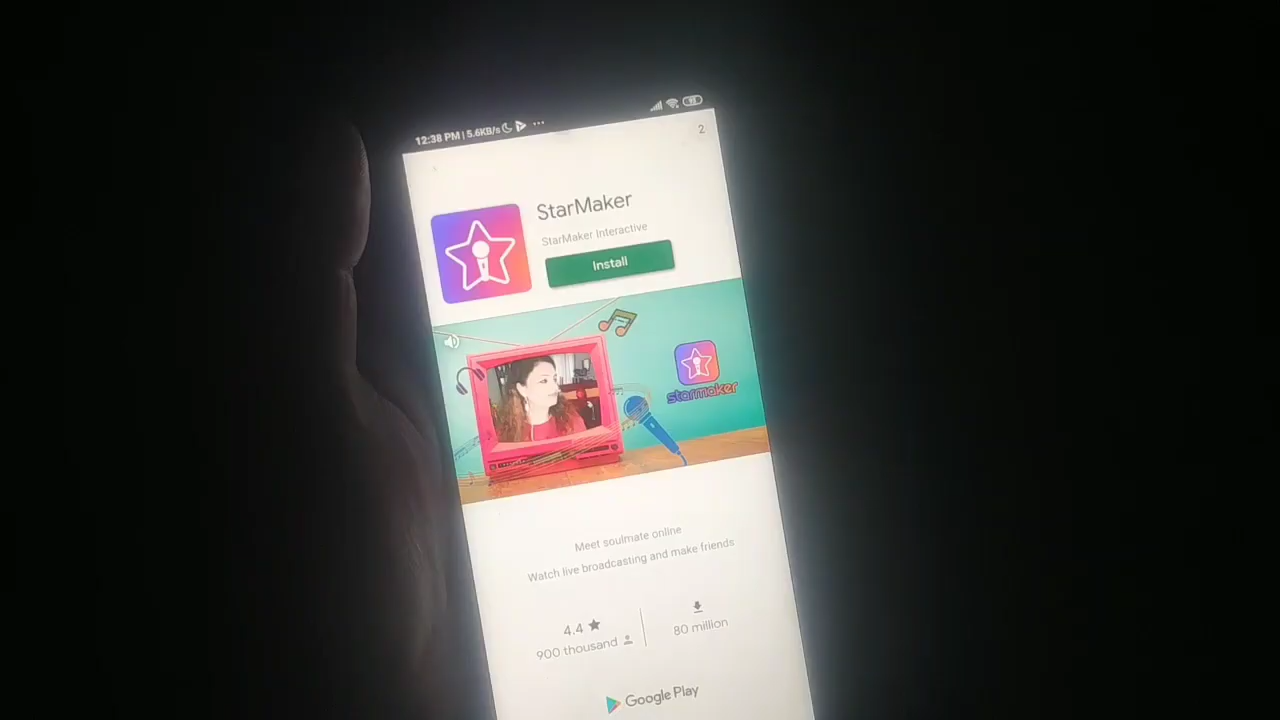 12:38 PM | 5.6KB/s
2
StarMaker
StarMaker Interactive
Install
starmaker
Meet soulmate online
Watch live broadcasting and make friends
4.4
900 thousand
80 million
Google Play